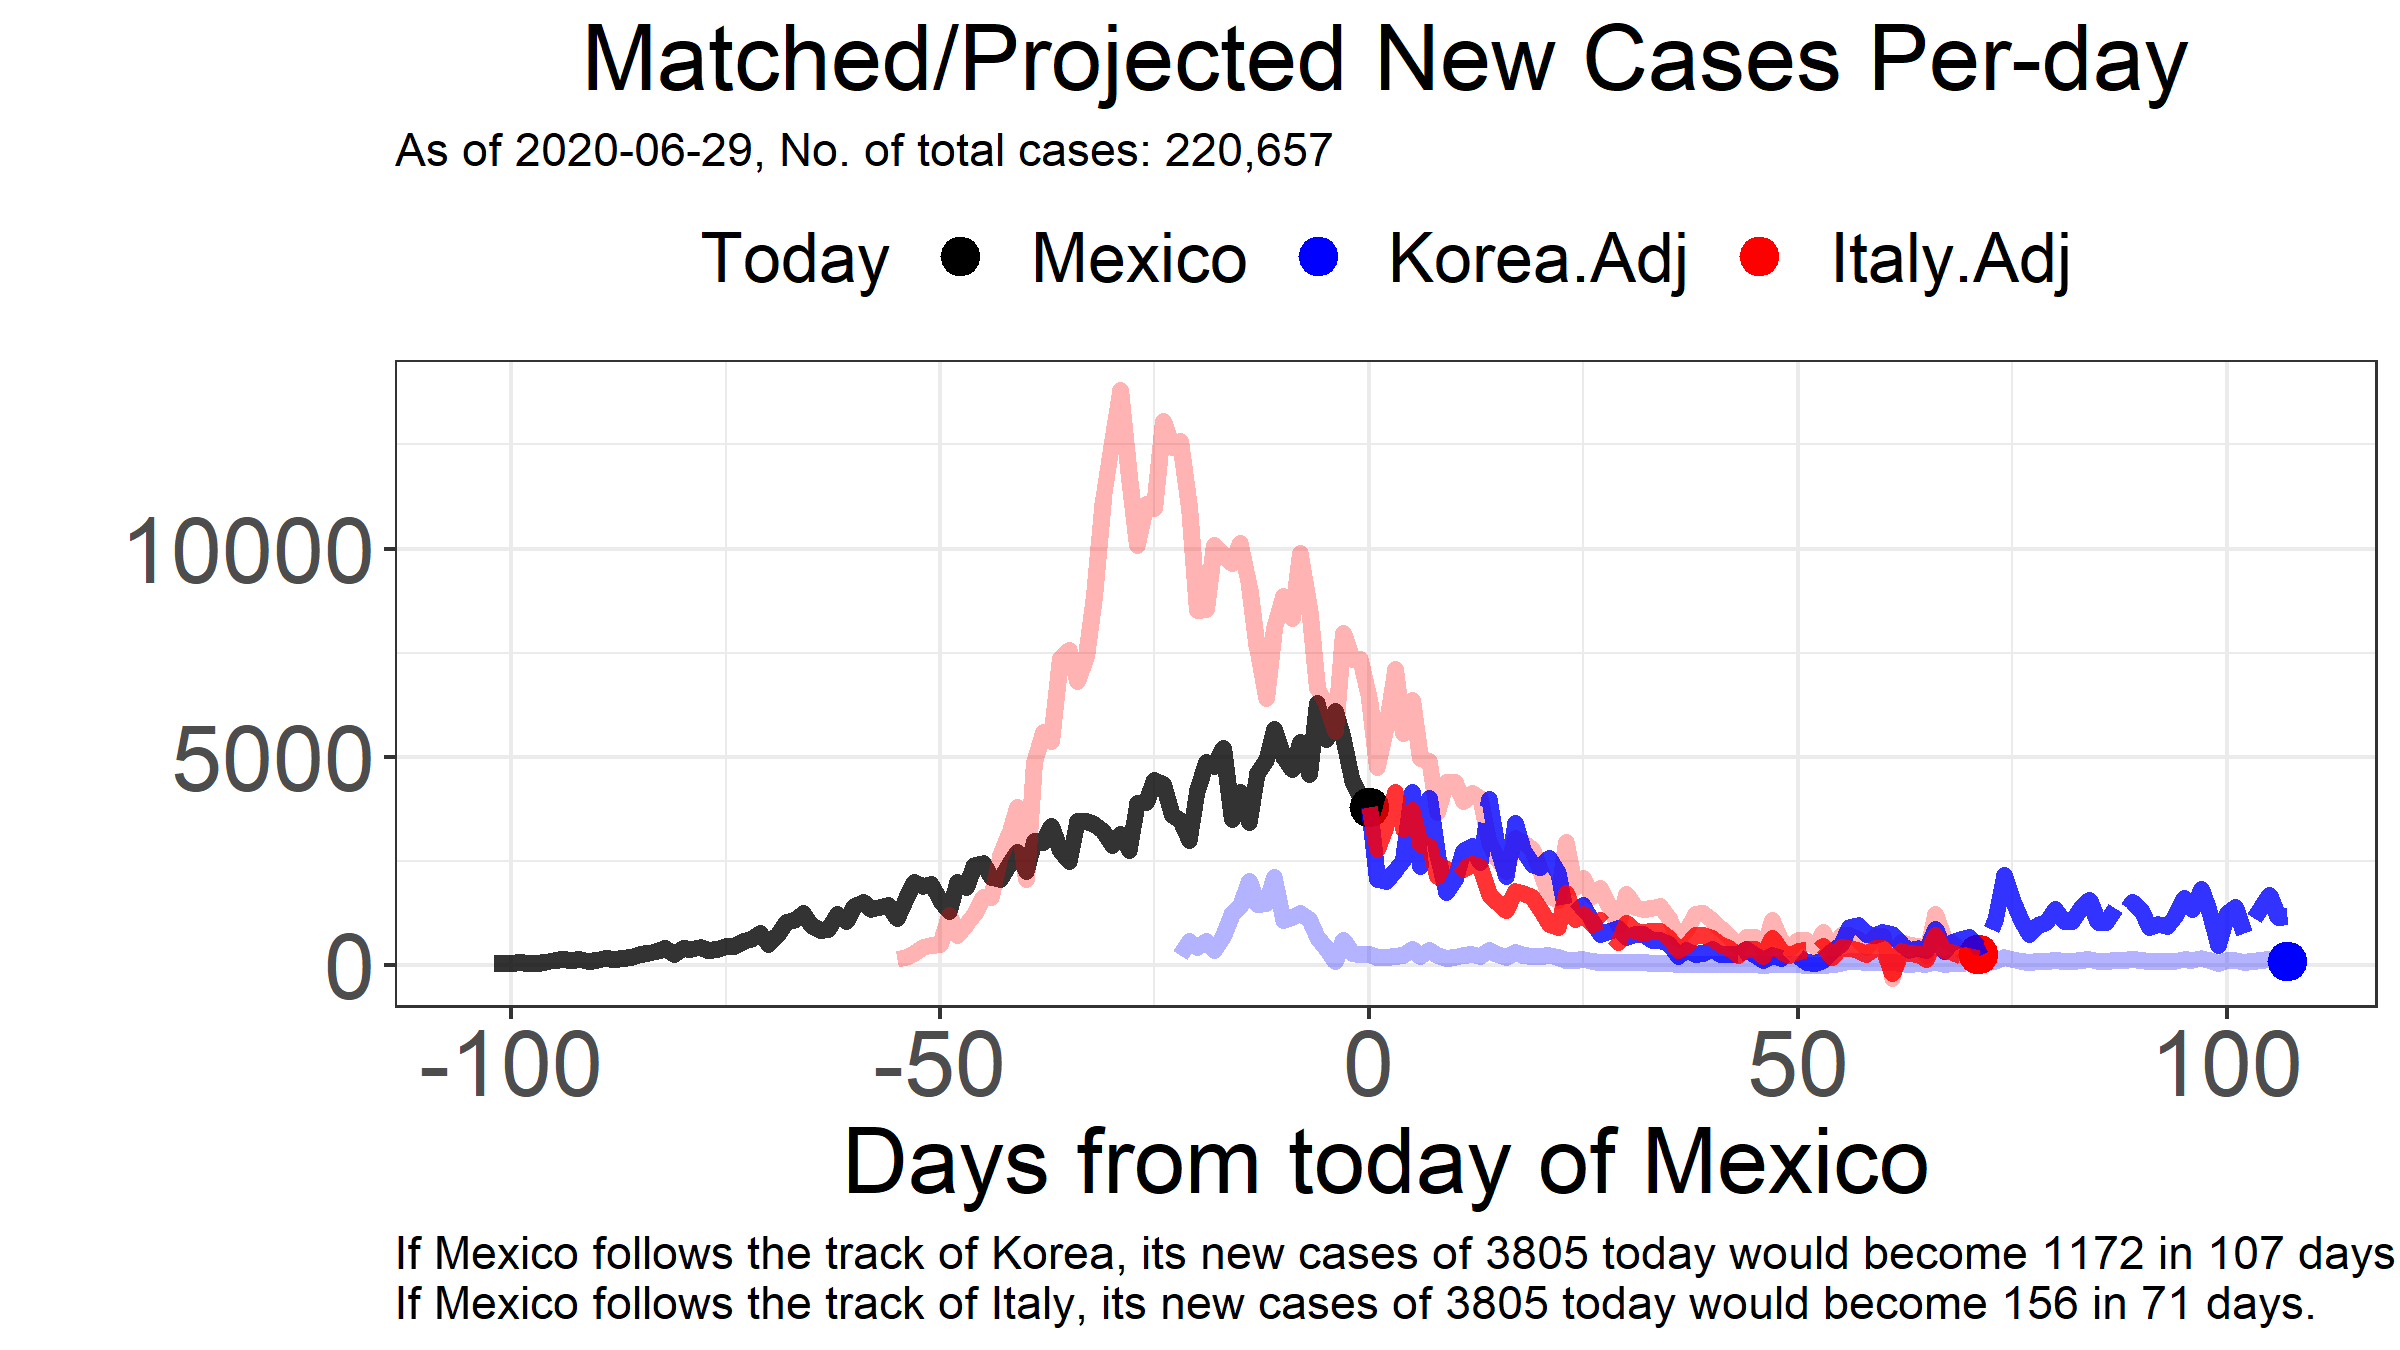 Matched/Projected New Cases Per-day
As of 2020-06-29, No. of total cases: 220,657
Today Mexico Korea.Adj Italy.Adj
10000
5000
0
-100 -50 0 50 100
Days from today of Mexico
If Mexico follows the track of Korea, its new cases of 3805 today would become 1172 in 107 days
If Mexico follows the track of Italy, its new cases of 3805 today would become 156 in 71 days.